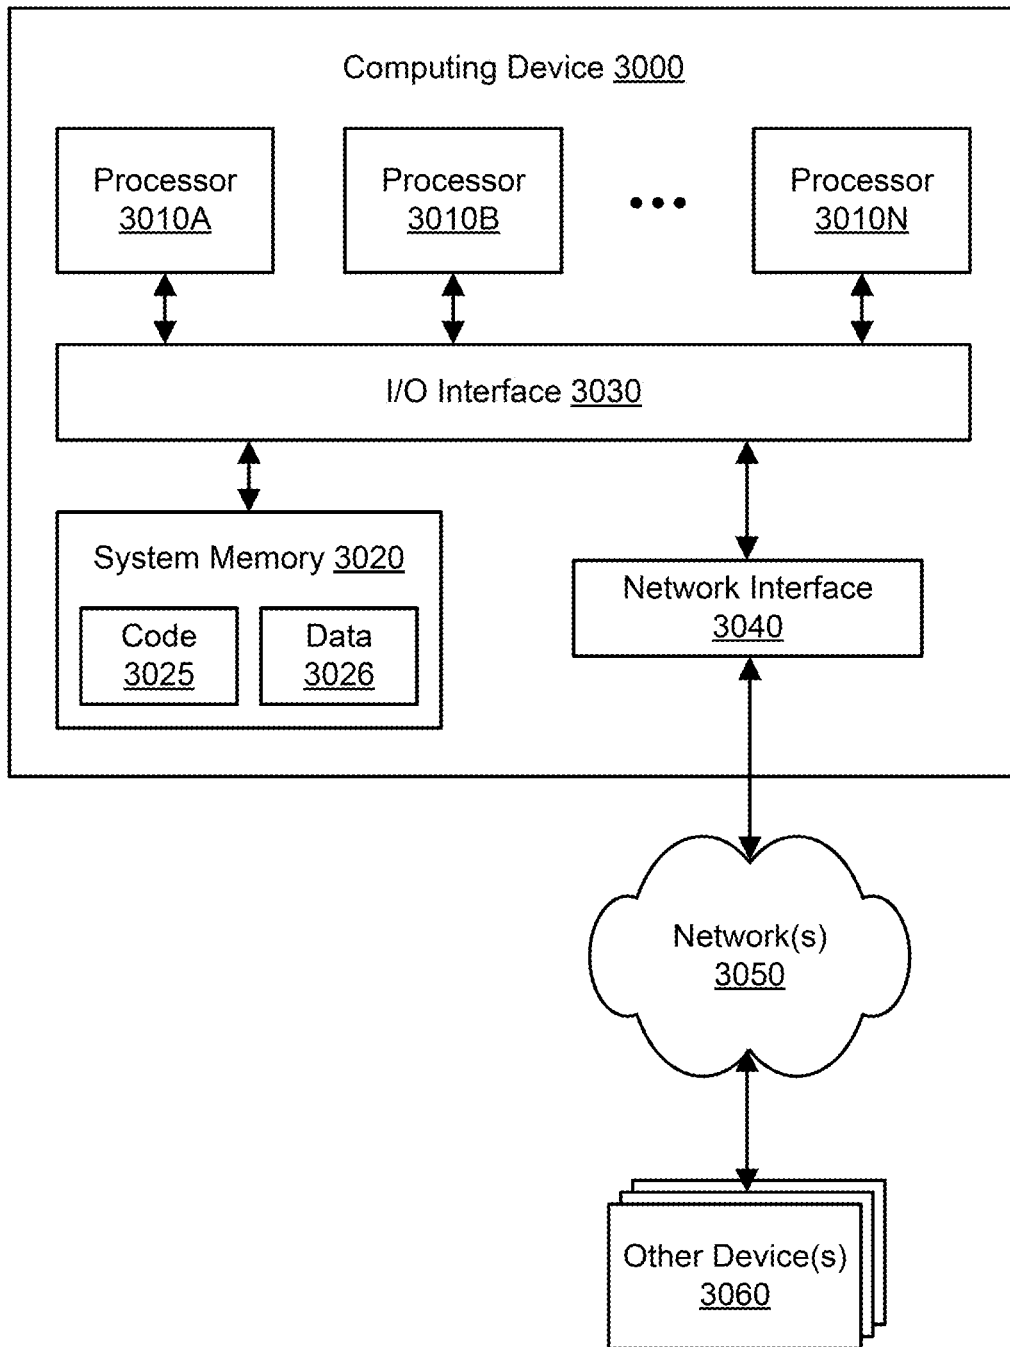 Computing Device 3000
Processor
3010A
Processor
3010B
Processor
3010N
I/O Interface 3030
System Memory 3020
Code
3025
Data
3026
Network Interface
3040
Network(s)
3050
Other Device(s)
3060